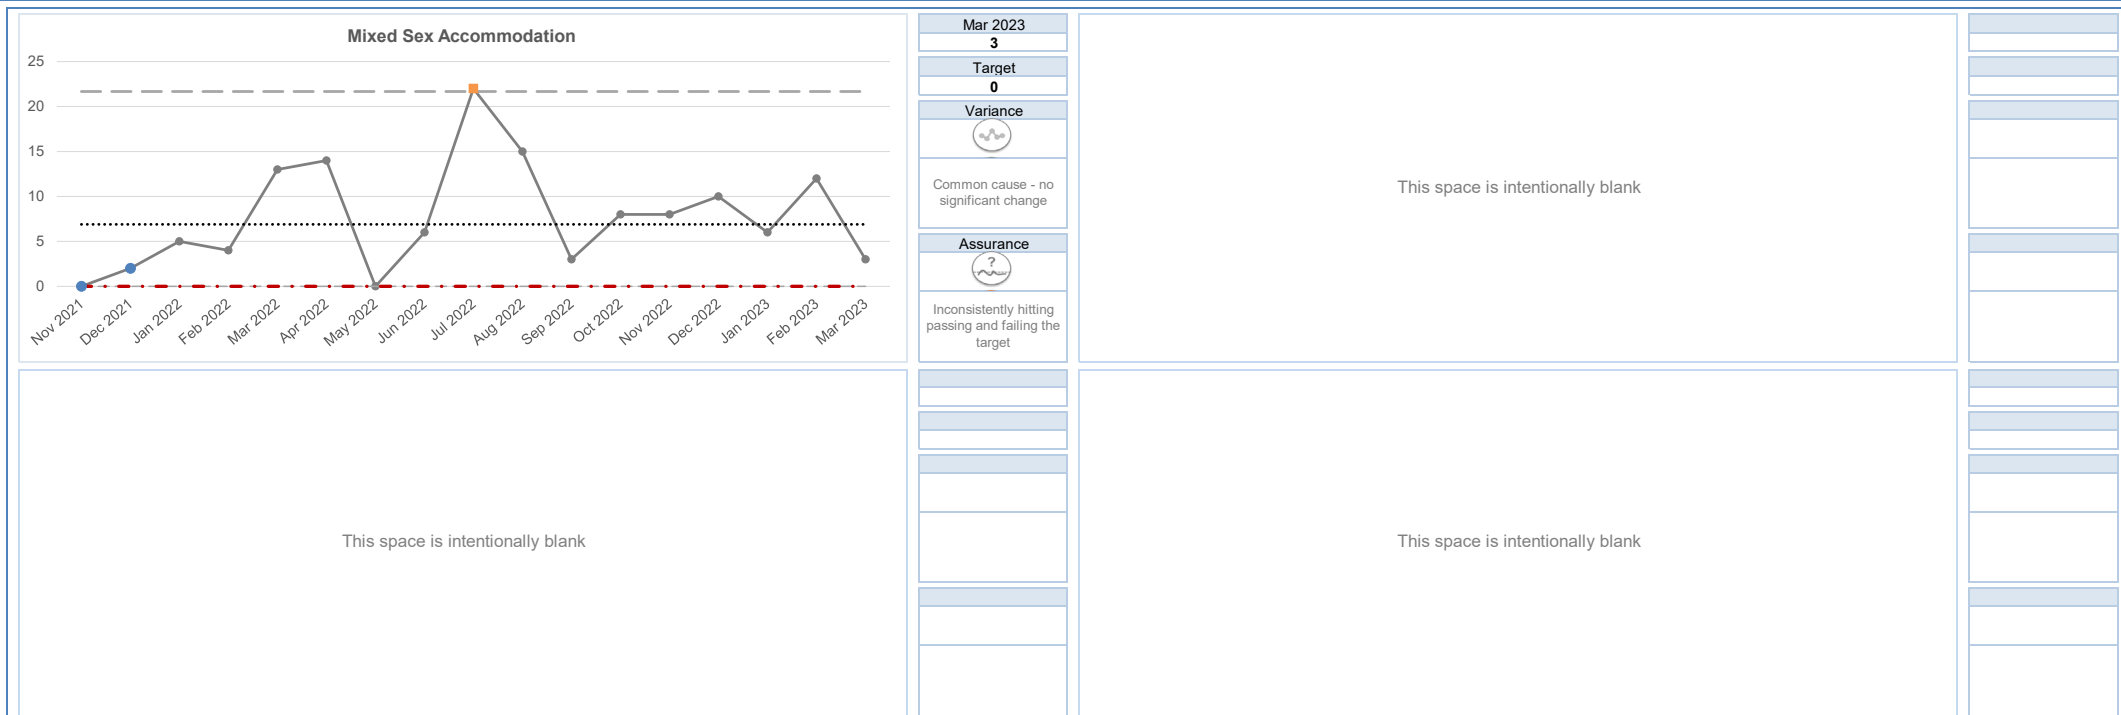 Mixed Sex Accommodation
25
20
15
10
5
0
Nov 2021
Dec 2021
Jan 2022
Feb 2022
Mar 2022
Apr 2022
May 2022
Jun 2022
Jul 2022
Aug 2022
Sep 2022
Oct 2022
Nov 2022
Dec 2022
Jan 2023
Feb 2023
Mar 2023
Mar 2023
3
Target
0
Variance
Common cause - no
significant change
Assurance
?
Inconsistently hitting
passing and failing the
target
This space is intentionally blank
This space is intentionally blank
This space is intentionally blank